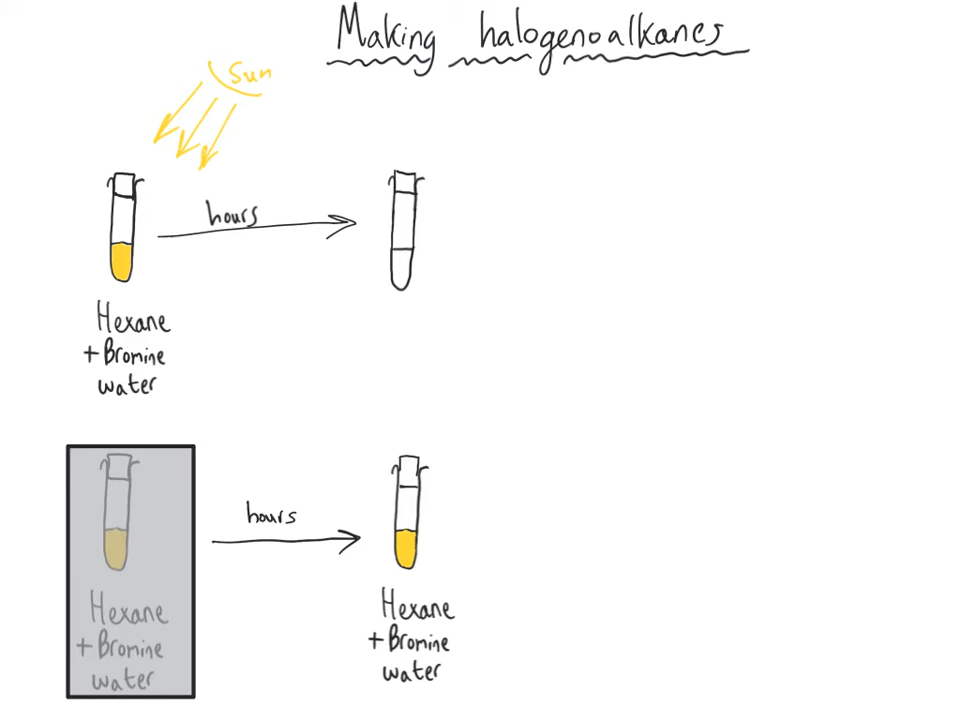 Making halogenoalkanes
Sun
hours
Hexane
+ Bromine
water
hours
Hexane
+ Bromine
water
Hexane
+ Bromine
water